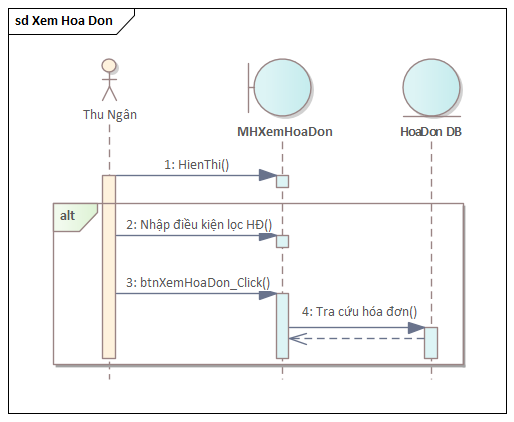 sd Xem Hoa Don
Thu Ngân
MHXemHoaDon
HoaDon DB
1: HienThi()
alt
2: Nhập điều kiện lọc HĐ()
3: btnXemHoaDon_Click()
4: Tra cứu hóa đơn()